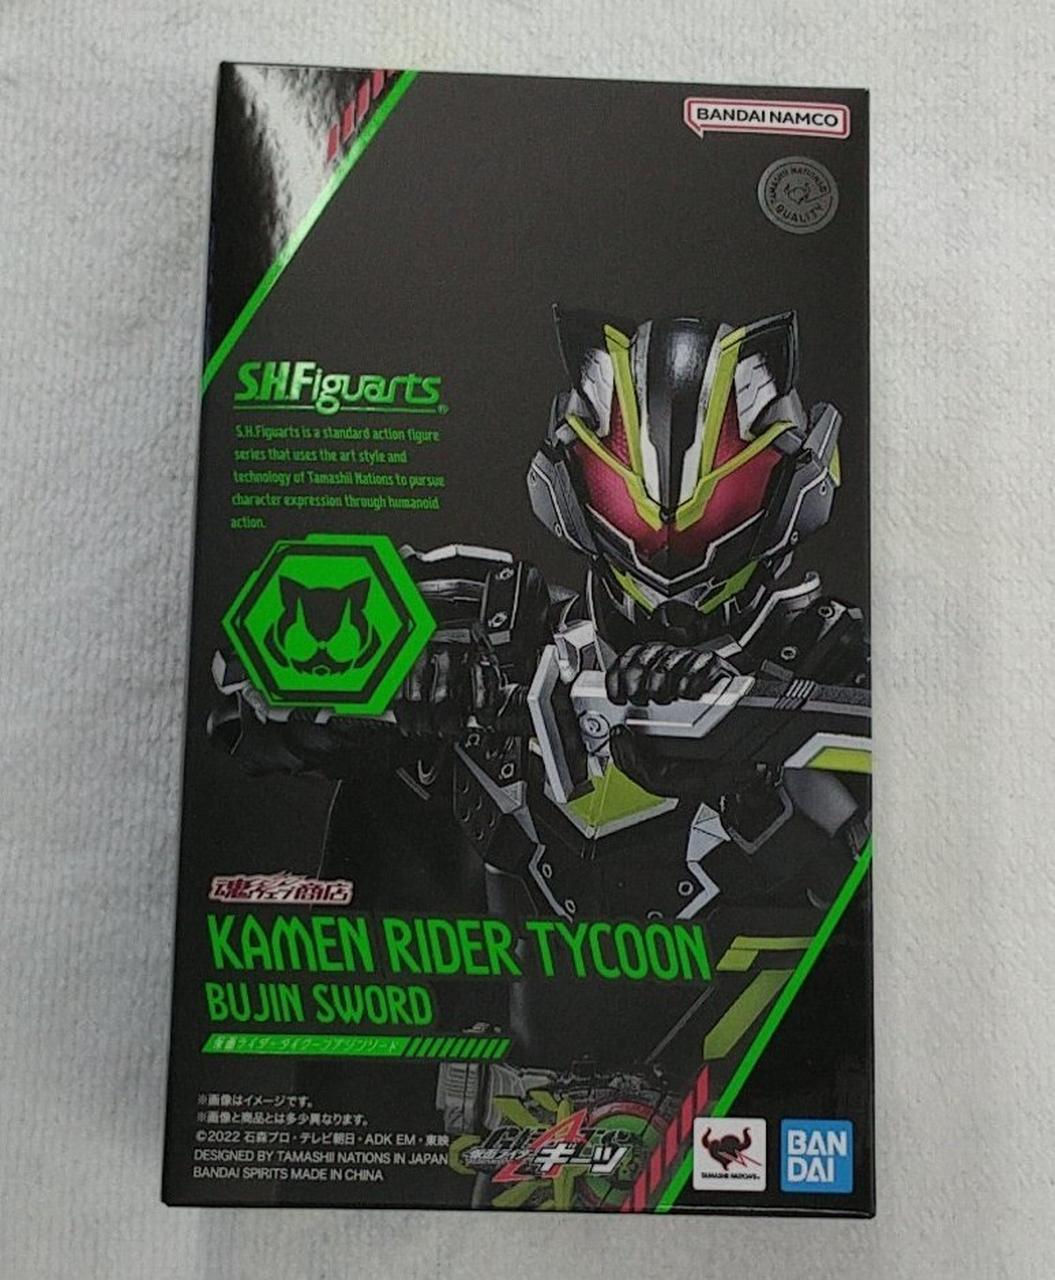 BANDAI NAMCO
TAMASHII NATIONS
QUALITY
S.H.Figuarts®
S.H.Figuarts is a standard action figure
series that uses the art style and
technology of Tamashii Nations to pursue
character expression through humanoid
action.
魂ウェブ商店
KAMEN RIDER TYCOON
BUJIN SWORD
仮面ライダータイクーンブジンソード
※画像はイメージです。
※画像と商品とは多少異なります。
©2022 石森プロ・テレビ朝日・ADK EM・東映
DESIGNED BY TAMASHII NATIONS IN JAPAN
BANDAI SPIRITS MADE IN CHINA
仮面ライダー
ギーツ
TAMASHII NATIONS
BAN
DAI